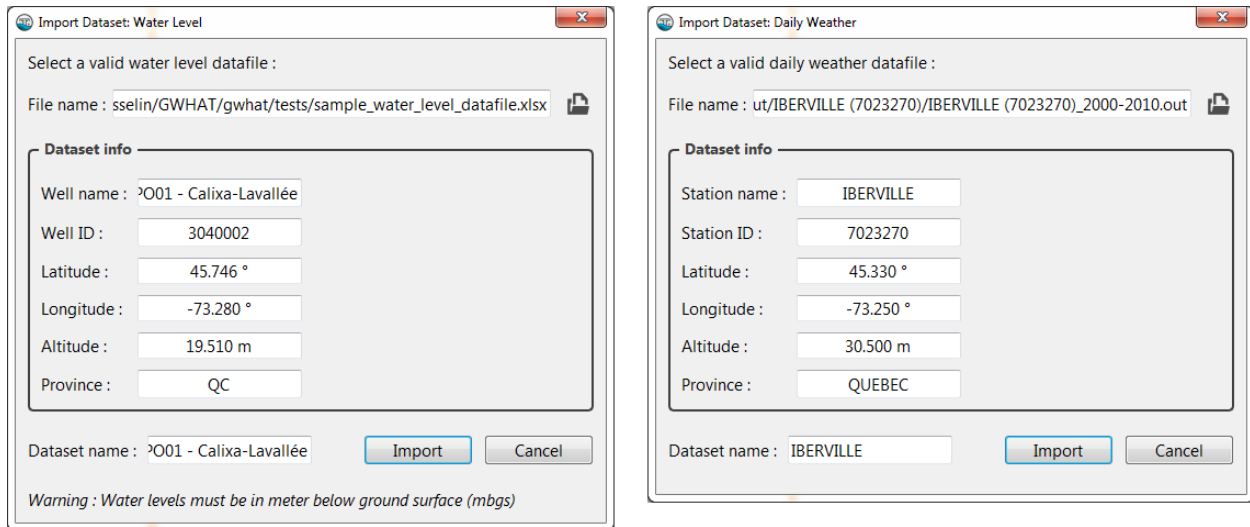 Import Dataset: Water Level
Select a valid water level datafile :
File name : sselin/GWHAT/gwhat/tests/sample_water_level_datafile.xlsx
Dataset info
Well name : PO01 - Calixa-Lavallée
Well ID : 3040002
Latitude : 45.746 °
Longitude : -73.280 °
Altitude : 19.510 m
Province : QC
Dataset name : PO01 - Calixa-Lavallée
Import Cancel
Warning : Water levels must be in meter below ground surface (mbgs)
Import Dataset: Daily Weather
Select a valid daily weather datafile :
File name : ut/IBERVILLE (7023270)/IBERVILLE (7023270)_2000-2010.out
Dataset info
Station name : IBERVILLE
Station ID : 7023270
Latitude : 45.330 °
Longitude : -73.250 °
Altitude : 30.500 m
Province : QUEBEC
Dataset name : IBERVILLE
Import Cancel